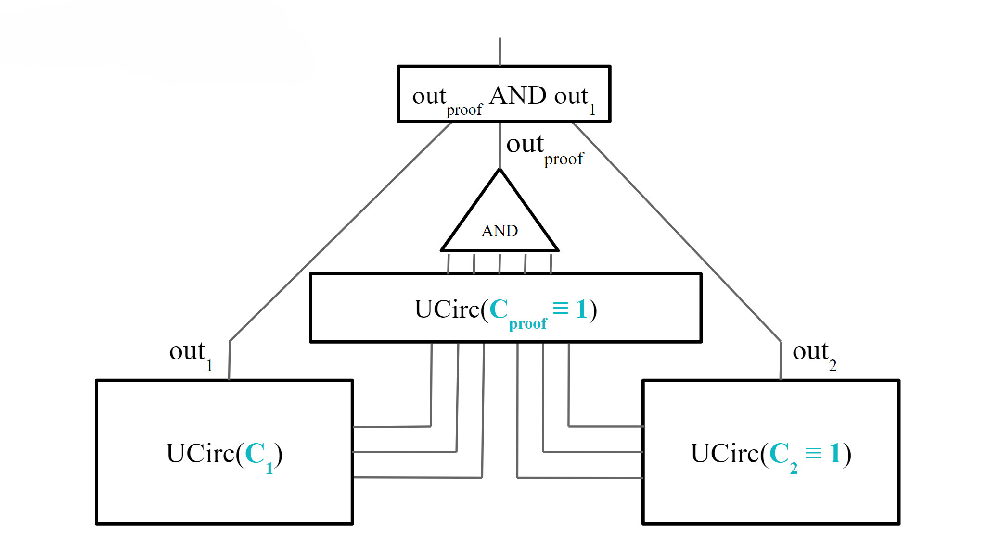 out_proof AND out_1
out_proof
AND
UCirc(C_proof ≡ 1)
out_1
out_2
UCirc(C_1)
UCirc(C_2 ≡ 1)